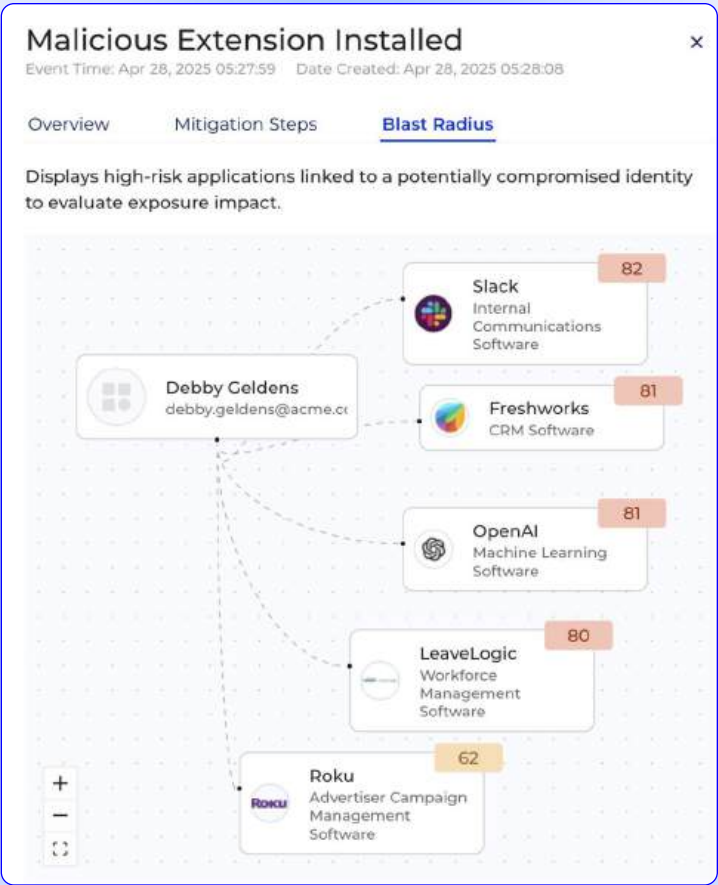 Malicious Extension Installed
Event Time: Apr 28, 2025 05:27:59 Date Created: Apr 28, 2025 05:28:08
Overview Mitigation Steps Blast Radius
Displays high-risk applications linked to a potentially compromised identity
to evaluate exposure impact.
82
Slack
Internal
Communications
Software
Debby Geldens
debby.geldens@acme.cc
81
Freshworks
CRM Software
81
OpenAI
Machine Learning
Software
80
LeaveLogic
Workforce
Management
Software
62
Roku
ROKU
Advertiser Campaign
Management
Software